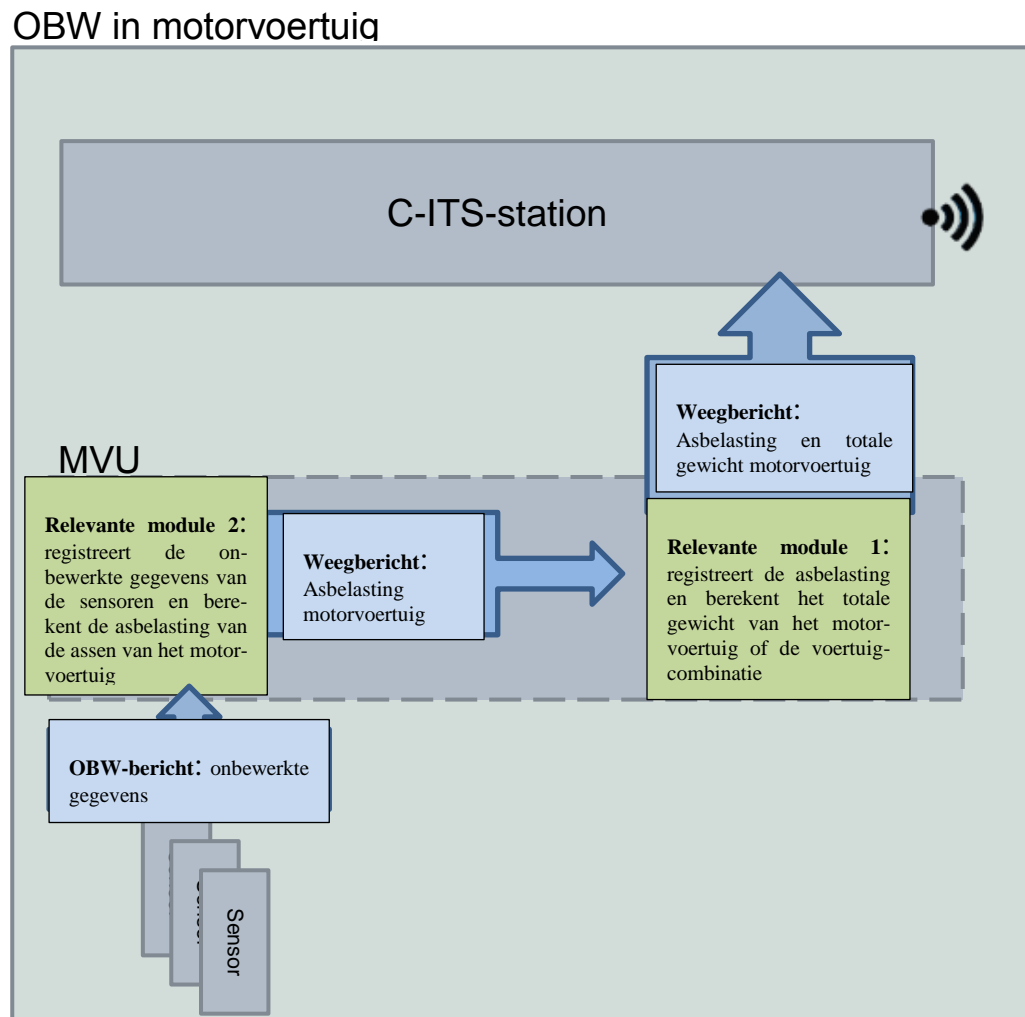 OBW in motorvoertuig
C-ITS-station
Weegbericht:
Asbelasting en totale
gewicht motorvoertuig
MVU
Relevante module 2:
registreert de on-
bewerkte gegevens van
de sensoren en bere-
kent de asbelasting van
de assen van het motor-
voertuig
Weegbericht:
Asbelasting
motorvoertuig
Relevante module 1:
registreert de asbelasting
en berekent het totale
gewicht van het motor-
voertuig of de voertuig-
combinatie
OBW-bericht: onbewerkte
gegevens
Sensor